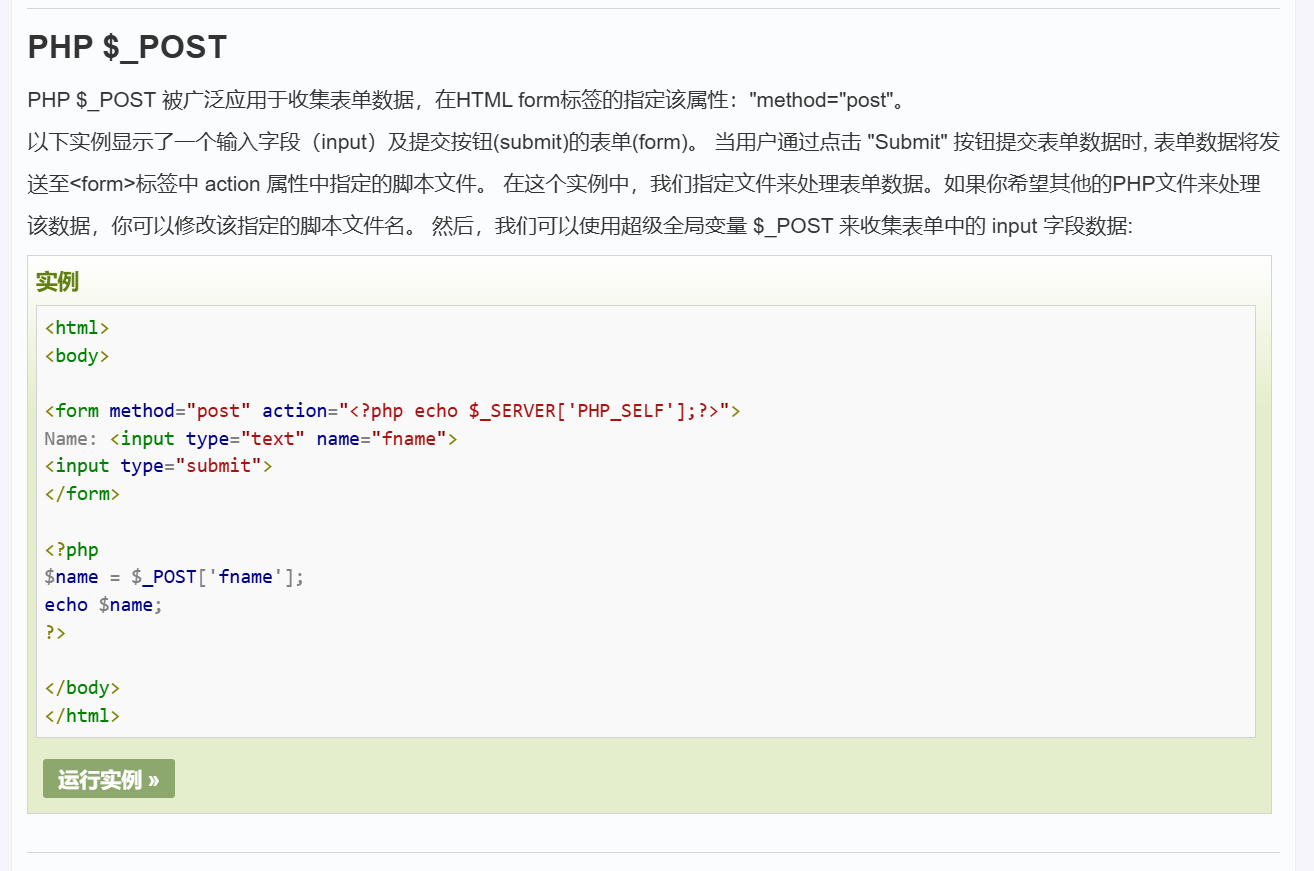 PHP $_POST
PHP $_POST 被广泛应用于收集表单数据，在HTML form标签的指定该属性："method="post"。
以下实例显示了一个输入字段（input）及提交按钮(submit)的表单(form)。 当用户通过点击 "Submit" 按钮提交表单数据时, 表单数据将发
送至<form>标签中 action 属性中指定的脚本文件。 在这个实例中，我们指定文件来处理表单数据。如果你希望其他的PHP文件来处理
该数据，你可以修改该指定的脚本文件名。 然后，我们可以使用超级全局变量 $_POST 来收集表单中的 input 字段数据:
实例
<html>
<body>
<form method="post" action="<?php echo $_SERVER['PHP_SELF'];?>">
Name: <input type="text" name="fname">
<input type="submit">
</form>
<?php
$name = $_POST['fname'];
echo $name;
?>
</body>
</html>
运行实例 »